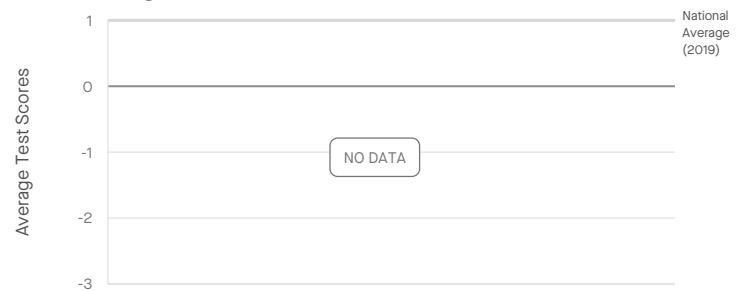 1
National
Average
(2019)
0
Average Test Scores
-1
NO DATA
-2
-3